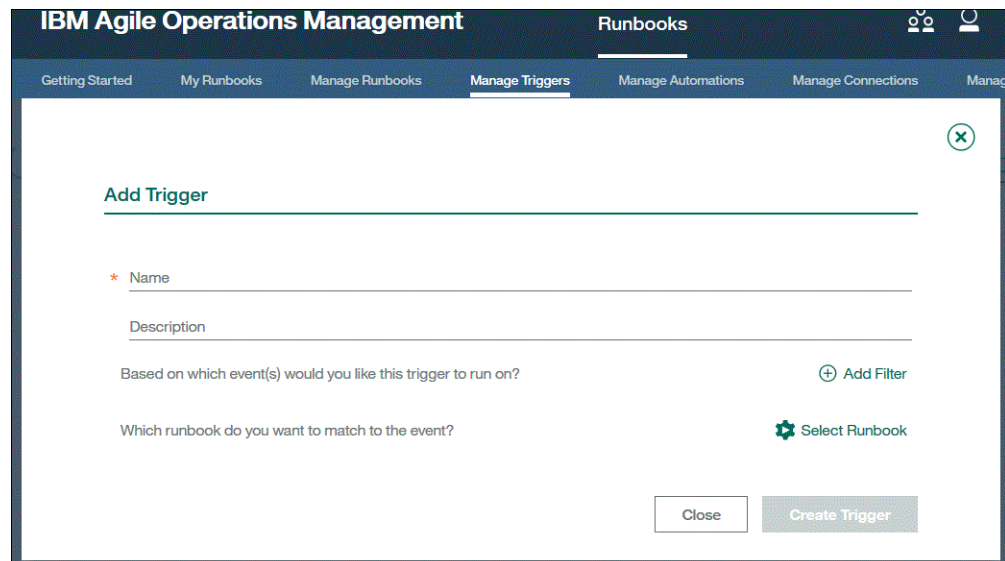 IBM Agile Operations Management Runbooks
Getting Started My Runbooks Manage Runbooks Manage Triggers Manage Automations Manage Connections
Add Trigger
* Name
Description
Based on which event(s) would you like this trigger to run on? Add Filter
Which runbook do you want to match to the event? Select Runbook
Close Create Trigger